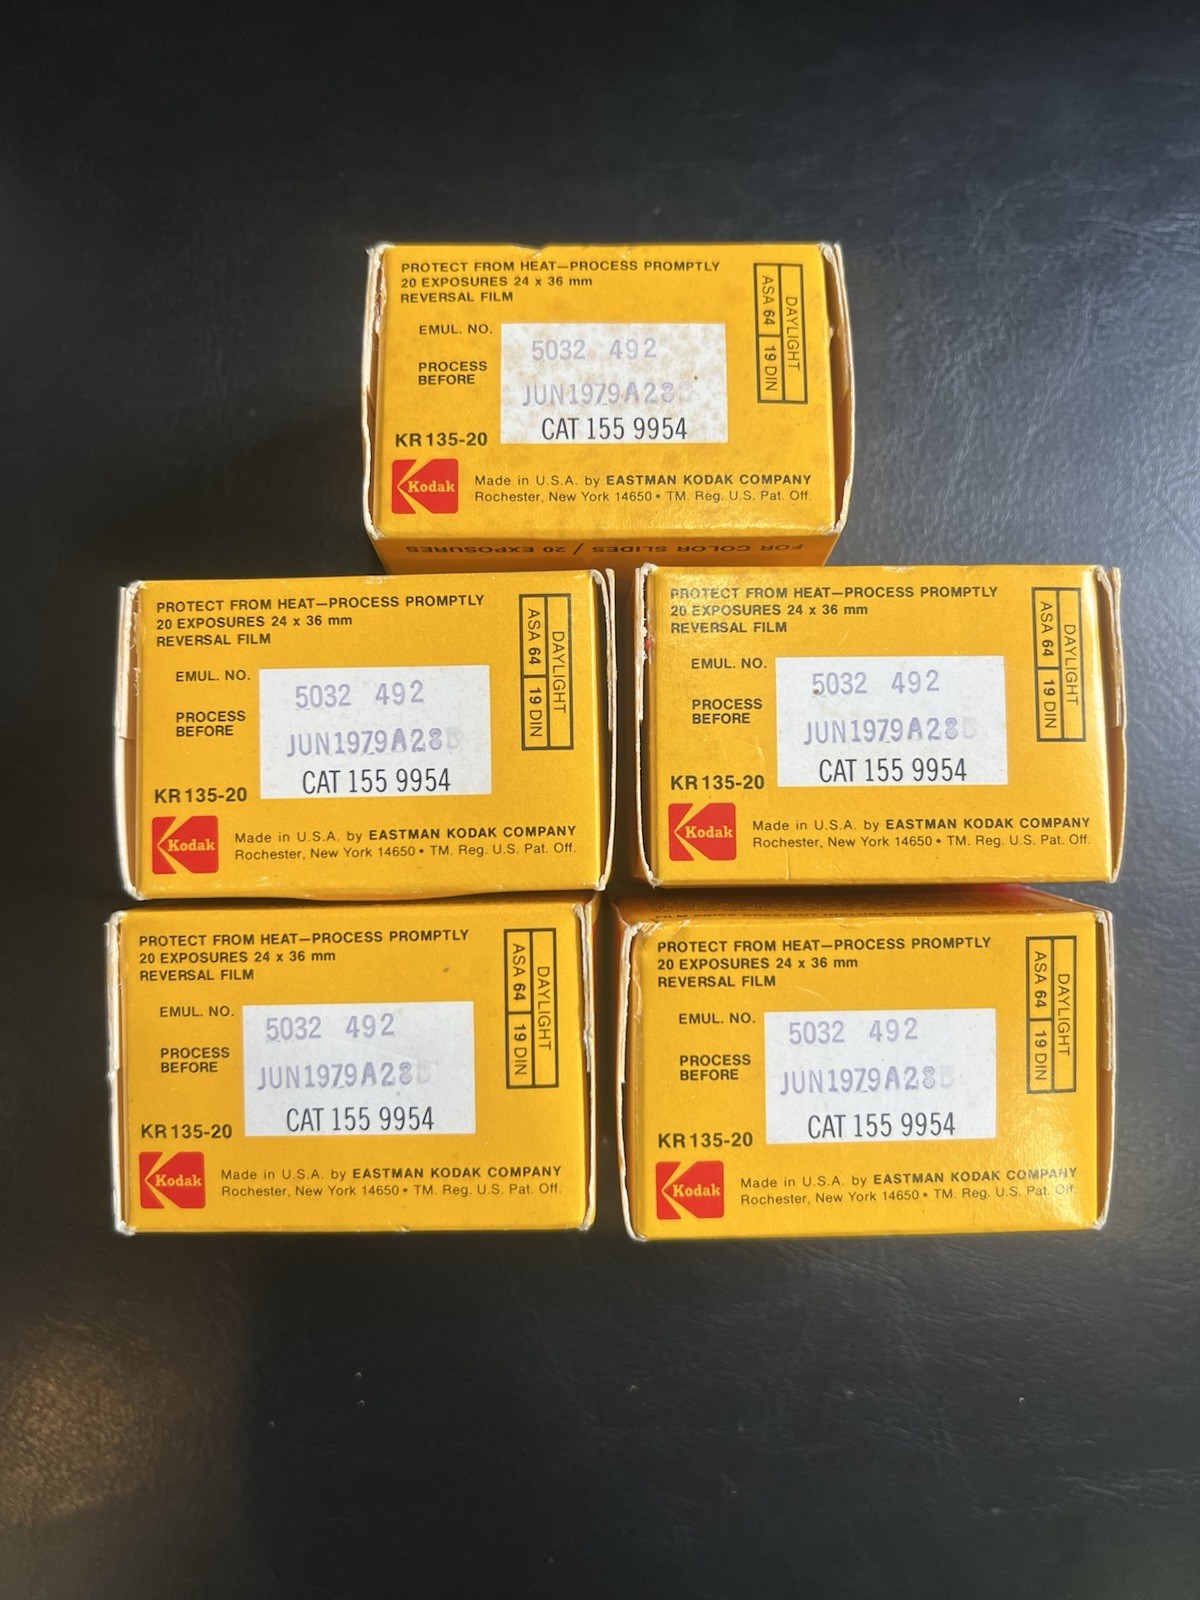 PROTECT FROM HEAT—PROCESS PROMPTLY
20 EXPOSURES 24 x 36 mm
REVERSAL FILM
EMUL. NO.
5032 492
PROCESS
BEFORE
JUN1979A28
CAT 155 9954
KR135-20
Kodak
Made in U.S.A. by EASTMAN KODAK COMPANY
Rochester, New York 14650 • TM. Reg. U.S. Pat. Off.
DAYLIGHT
ASA 64 19 DIN
FOR COLOR SLIDES / 20 EXPOSURES
PROTECT FROM HEAT—PROCESS PROMPTLY
20 EXPOSURES 24 x 36 mm
REVERSAL FILM
EMUL. NO.
5032 492
PROCESS
BEFORE
JUN1979A28
CAT 155 9954
KR135-20
Kodak
Made in U.S.A. by EASTMAN KODAK COMPANY
Rochester, New York 14650 • TM. Reg. U.S. Pat. Off.
DAYLIGHT
ASA 64 19 DIN
PROTECT FROM HEAT—PROCESS PROMPTLY
20 EXPOSURES 24 x 36 mm
REVERSAL FILM
EMUL. NO.
5032 492
PROCESS
BEFORE
JUN1979A28
CAT 155 9954
KR135-20
Kodak
Made in U.S.A. by EASTMAN KODAK COMPANY
Rochester, New York 14650 • TM. Reg. U.S. Pat. Off.
DAYLIGHT
ASA 64 19 DIN
PROTECT FROM HEAT—PROCESS PROMPTLY
20 EXPOSURES 24 x 36 mm
REVERSAL FILM
EMUL. NO.
5032 492
PROCESS
BEFORE
JUN1979A28
CAT 155 9954
KR135-20
Kodak
Made in U.S.A. by EASTMAN KODAK COMPANY
Rochester, New York 14650 • TM. Reg. U.S. Pat. Off.
DAYLIGHT
ASA 64 19 DIN
PROTECT FROM HEAT—PROCESS PROMPTLY
20 EXPOSURES 24 x 36 mm
REVERSAL FILM
EMUL. NO.
5032 492
PROCESS
BEFORE
JUN1979A28
CAT 155 9954
KR135-20
Kodak
Made in U.S.A. by EASTMAN KODAK COMPANY
Rochester, New York 14650 • TM. Reg. U.S. Pat. Off.
DAYLIGHT
ASA 64 19 DIN